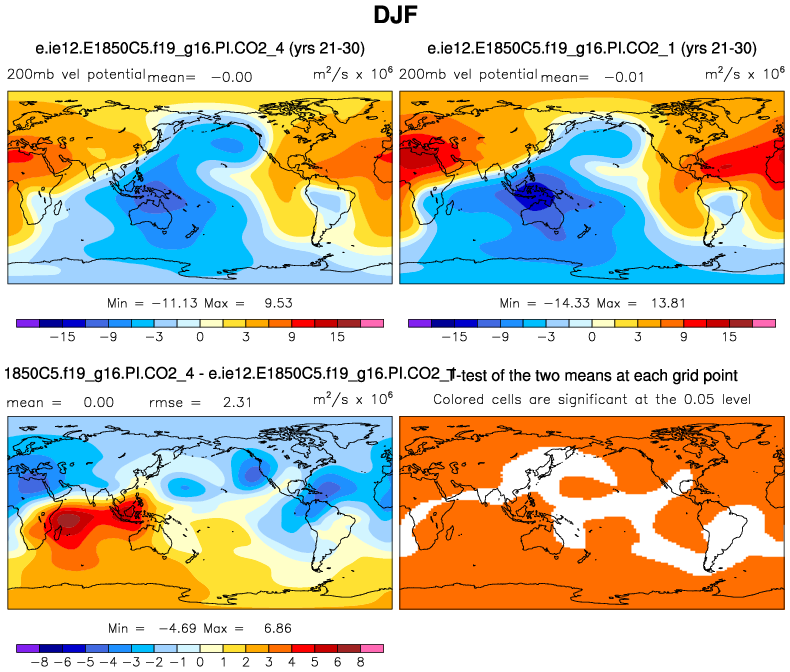 DJF
e.ie12.E1850C5.f19_g16.PI.CO2_4 (yrs 21-30)
e.ie12.E1850C5.f19_g16.PI.CO2_1 (yrs 21-30)
200mb vel potential mean= −0.00 m²/s x 10⁶
200mb vel potential mean= −0.01 m²/s x 10⁶
Min = −11.13 Max = 9.53
Min = −14.33 Max = 13.81
−15 −9 −3 0 3 9 15
−15 −9 −3 0 3 9 15
1850C5.f19_g16.PI.CO2_4 - e.ie12.E1850C5.f19_g16.PI.CO2_
T-test of the two means at each grid point
mean = 0.00 rmse = 2.31 m²/s x 10⁶
Colored cells are significant at the 0.05 level
Min = −4.69 Max = 6.86
−8 −6 −5 −4 −3 −2 −1 0 1 2 3 4 5 6 8